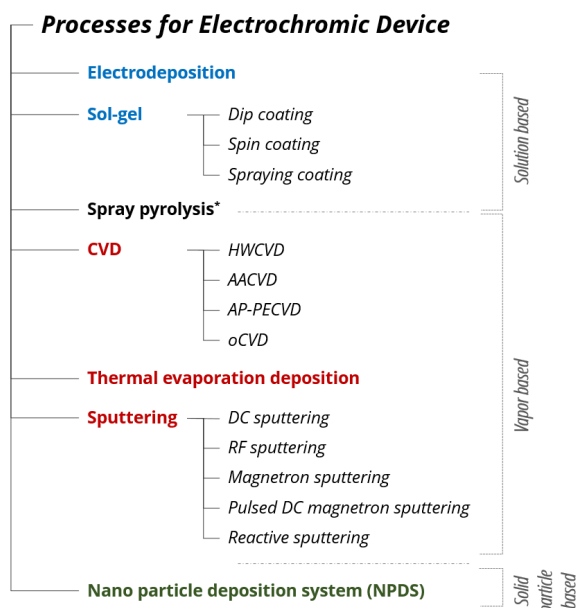 Processes for Electrochromic Device
Electrodeposition
Sol-gel
Dip coating
Spin coating
Spraying coating
Solution based
Spray pyrolysis*
CVD
HWCVD
AACVD
AP-PECVD
oCVD
Thermal evaporation deposition
Vapor based
Sputtering
DC sputtering
RF sputtering
Magnetron sputtering
Pulsed DC magnetron sputtering
Reactive sputtering
Nano particle deposition system (NPDS)
Solid
particle
based